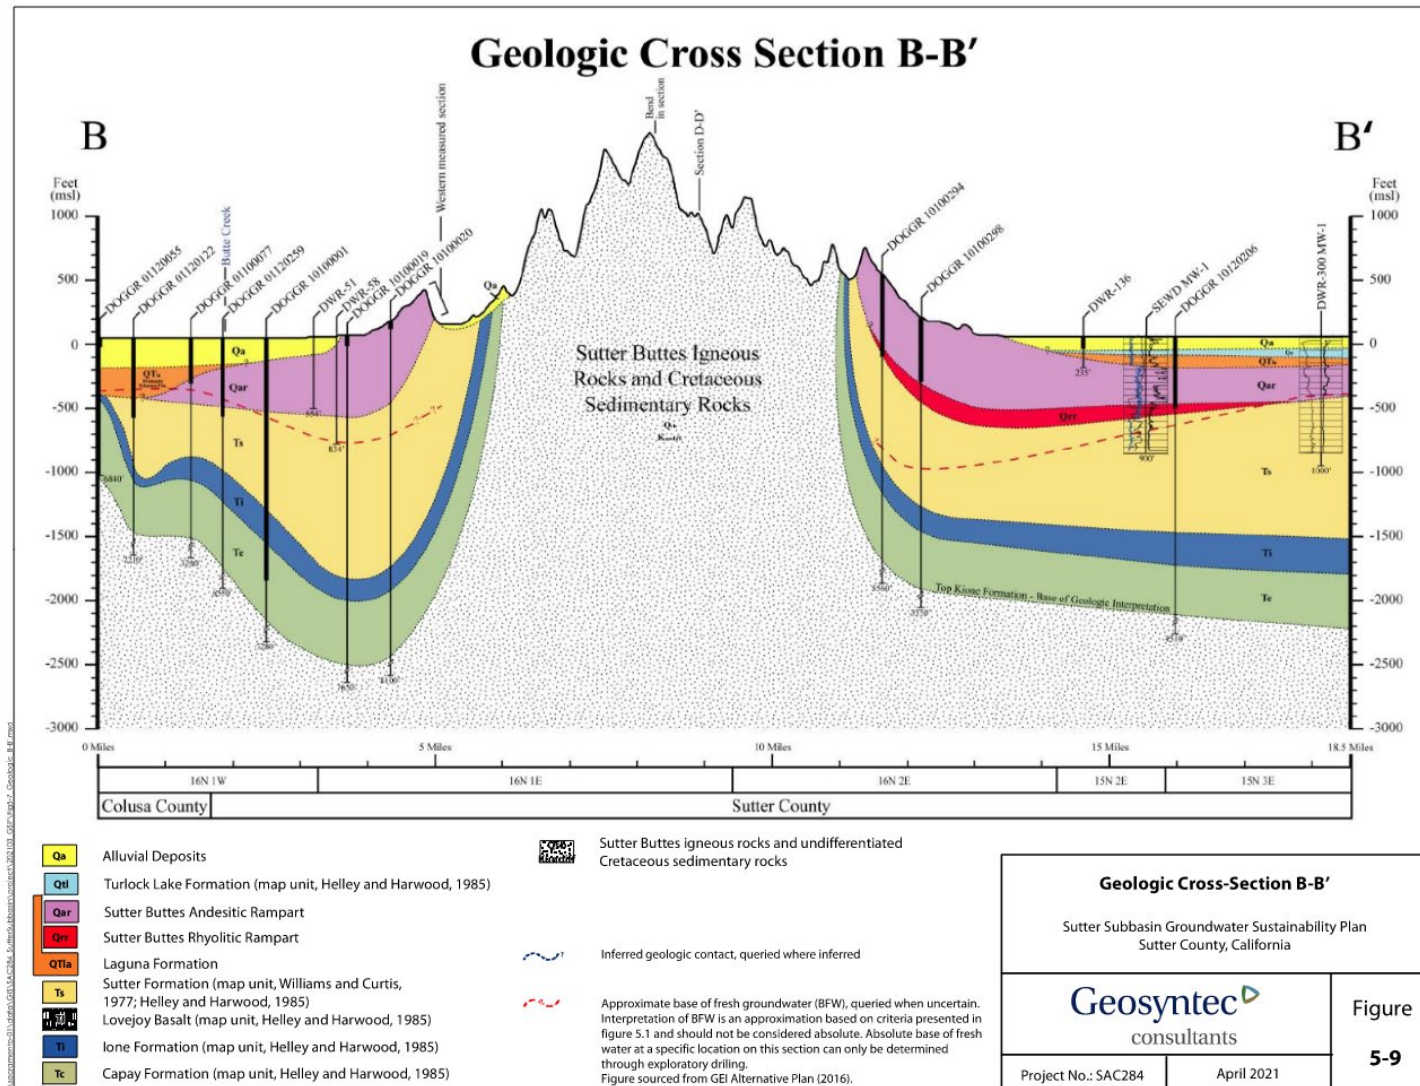 Geologic Cross Section B-B′
B
B′
Feet
(msl)
Feet
(msl)
1000
500
0
-500
-1000
-1500
-2000
-2500
-3000
1000
500
0
-500
-1000
-1500
-2000
-2500
-3000
DOGGR 01120055
DOGGR 01120122
DOGGR 01100077
Butte Creek
DOGGR 01120259
DOGGR 10100001
DWR-51
DWR-58
DOGGR 10100019
DOGGR 10100020
Western measured section
Bend
in section
Section D-D'
DOGGR 10100294
DOGGR 10100298
DWR-136
SEWD MW-1
DOGGR 10120206
DWR-300 MW-1
Qa
Qa
Qar
Ts
Ti
Tc
Sutter Buttes Igneous
Rocks and Cretaceous
Sedimentary Rocks
Qrr
Qa
QTla
Qar
Ts
Ti
Tc
235'
900'
1000'
834'
Top Kione Formation - Base of Geologic Interpretation
0 Miles
5 Miles
10 Miles
15 Miles
18.5 Miles
16N 1W
16N 1E
16N 2E
15N 2E
15N 3E
Colusa County
Sutter County
Qa Alluvial Deposits
Qtl Turlock Lake Formation (map unit, Helley and Harwood, 1985)
Qar Sutter Buttes Andesitic Rampart
Qrr Sutter Buttes Rhyolitic Rampart
QTla Laguna Formation
Ts Sutter Formation (map unit, Williams and Curtis,
1977; Helley and Harwood, 1985)
Lovejoy Basalt (map unit, Helley and Harwood, 1985)
Ti Ione Formation (map unit, Helley and Harwood, 1985)
Tc Capay Formation (map unit, Helley and Harwood, 1985)
Sutter Buttes igneous rocks and undifferentiated
Cretaceous sedimentary rocks
Inferred geologic contact, queried where inferred
Approximate base of fresh groundwater (BFW), queried when uncertain.
Interpretation of BFW is an approximation based on criteria presented in
figure 5.1 and should not be considered absolute. Absolute base of fresh
water at a specific location on this section can only be determined
through exploratory drilling.
Figure sourced from GEI Alternative Plan (2016).
Geologic Cross-Section B-B′
Sutter Subbasin Groundwater Sustainability Plan
Sutter County, California
Geosyntec
consultants
Figure
5-9
Project No.: SAC284
April 2021